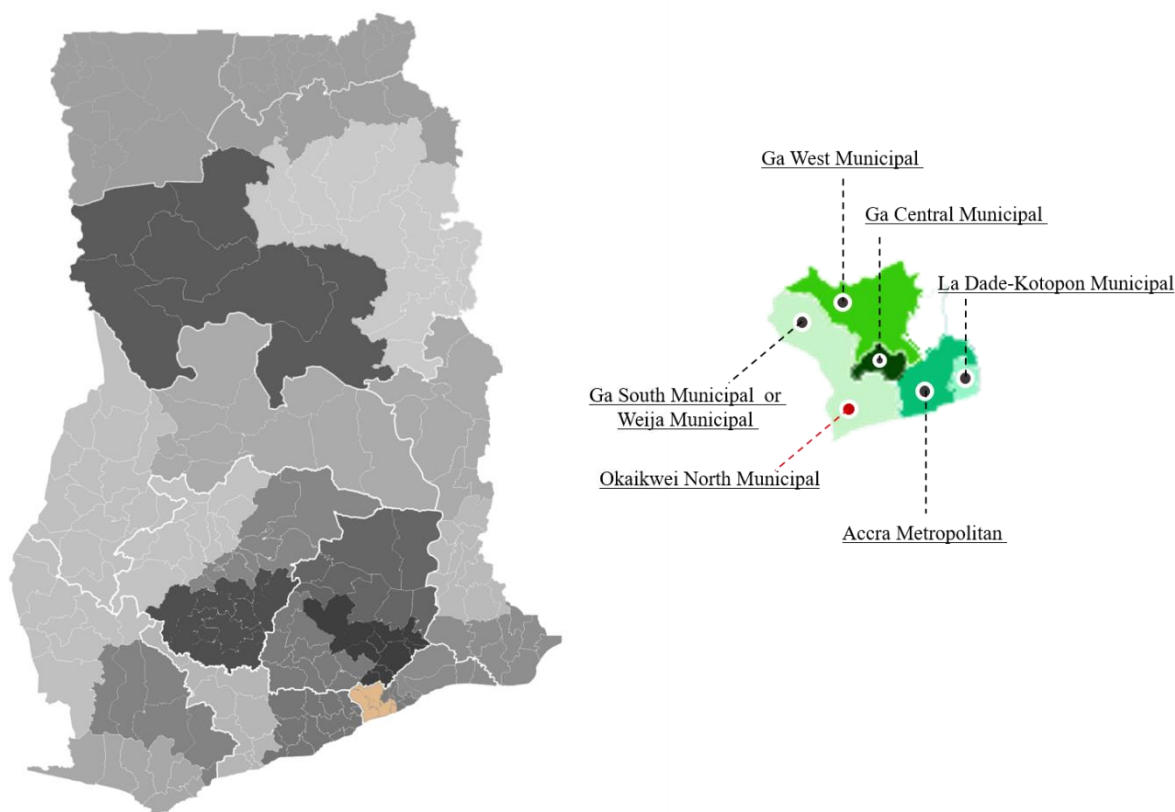 Ga West Municipal
Ga Central Municipal
La Dade-Kotopon Municipal
Ga South Municipal or
Weija Municipal
Okaikwei North Municipal
Accra Metropolitan